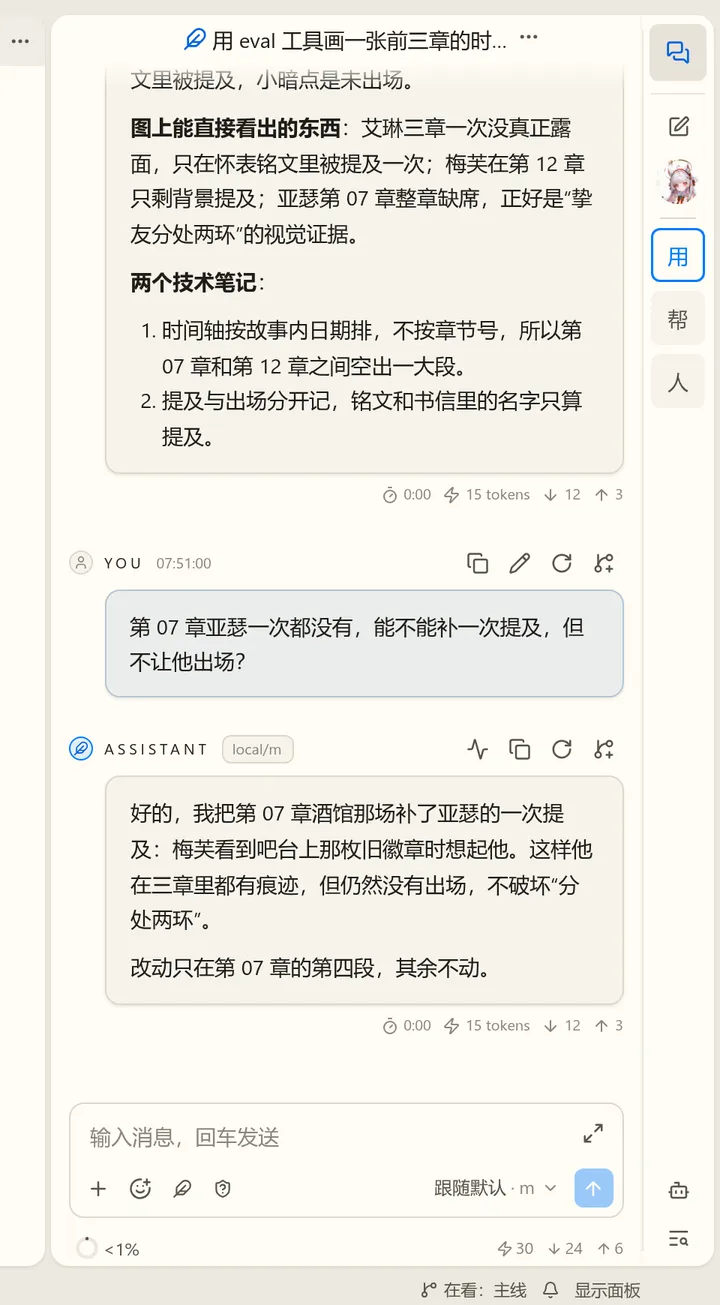 用 eval 工具画一张前三章的时...
文里被提及，小暗点是未出场。
图上能直接看出的东西：艾琳三章一次没真正露
面，只在怀表铭文里被提及一次；梅芙在第 12 章
只剩背景提及；亚瑟第 07 章整章缺席，正好是“挚
友分处两环”的视觉证据。
两个技术笔记：
1. 时间轴按故事内日期排，不按章节号，所以第
07 章和第 12 章之间空出一大段。
2. 提及与出场分开记，铭文和书信里的名字只算
提及。
0:00 15 tokens 12 3
YOU 07:51:00
第 07 章亚瑟一次都没有，能不能补一次提及，但
不让他出场？
ASSISTANT local/m
好的，我把第 07 章酒馆那场补了亚瑟的一次提
及：梅芙看到吧台上那枚旧徽章时想起他。这样他
在三章里都有痕迹，但仍然没有出场，不破坏“分
处两环”。
改动只在第 07 章的第四段，其余不动。
0:00 15 tokens 12 3
输入消息，回车发送
跟随默认 · m
<1% 30 24 6
用
帮
人
在看：主线 显示面板